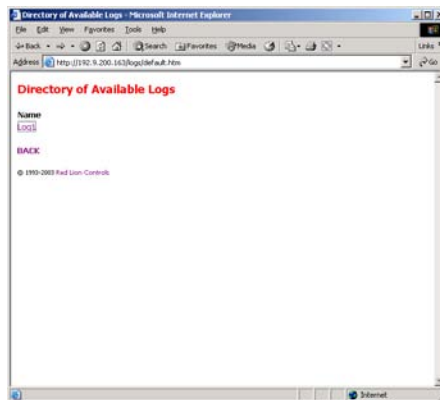 Directory of Available Logs - Microsoft Internet Explorer
File Edit View Favorites Tools Help
Back Search Favorites Media
Links
Address http://192.9.200.163/logs/default.htm Go
Directory of Available Logs
Name
Log1
BACK
© 1993-2003 Red Lion Controls
Internet